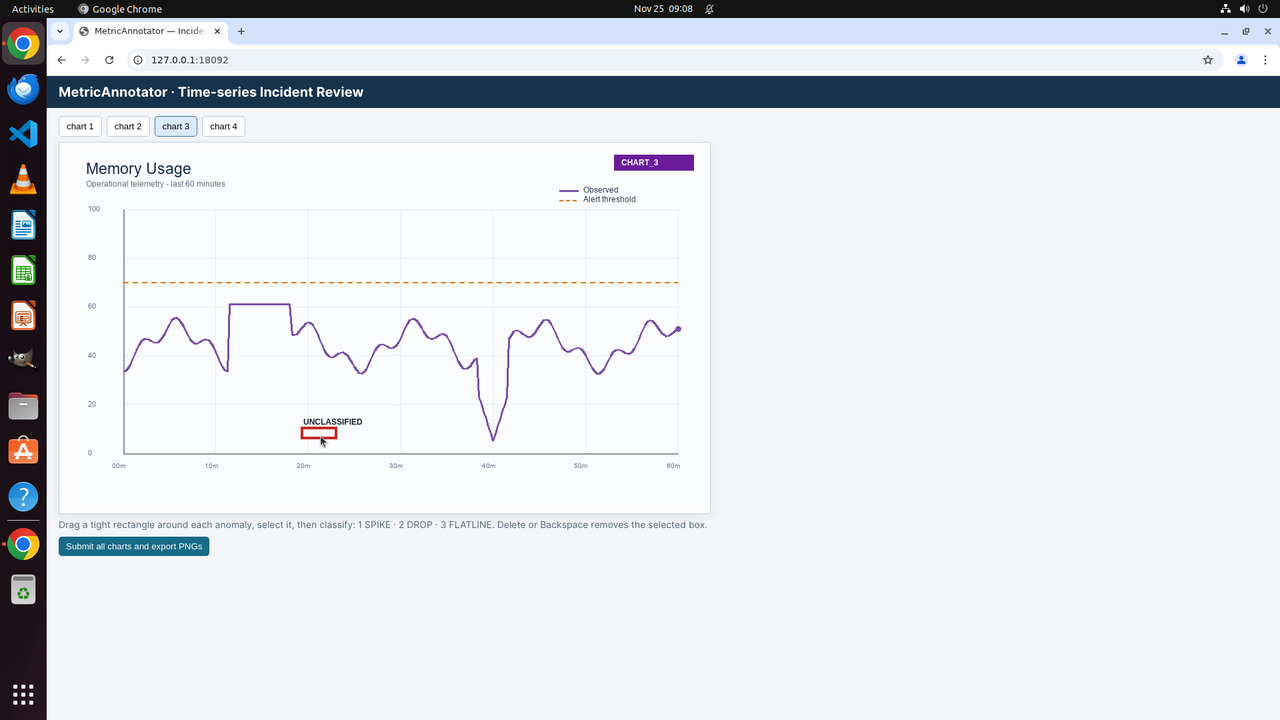 Activities
Google Chrome
Nov 25 09:08
MetricAnnotator — Incide
127.0.0.1:18092
MetricAnnotator · Time-series Incident Review
chart 1
chart 2
chart 3
chart 4
CHART_3
Memory Usage
Operational telemetry - last 60 minutes
Observed
Alert threshold
100
80
60
40
20
0
UNCLASSIFIED
00m
10m
20m
30m
40m
50m
60m
Drag a tight rectangle around each anomaly, select it, then classify: 1 SPIKE · 2 DROP · 3 FLATLINE. Delete or Backspace removes the selected box.
Submit all charts and export PNGs